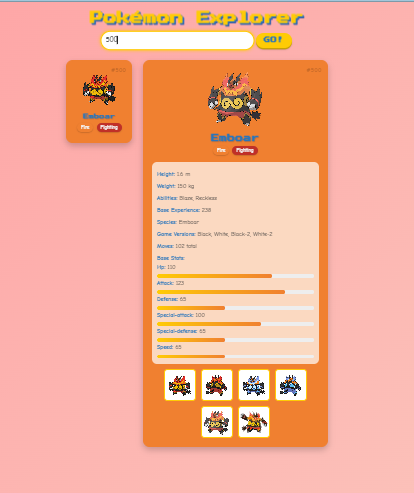 Pokémon Explorer
500
GO!
#500
Emboar
Fire Fighting
#500
Emboar
Fire Fighting
Height: 1.6 m
Weight: 150 kg
Abilities: Blaze, Reckless
Base Experience: 238
Species: Emboar
Game Versions: Black, White, Black-2, White-2
Moves: 102 total
Base Stats:
Hp: 110
Attack: 123
Defense: 65
Special-attack: 100
Special-defense: 65
Speed: 65